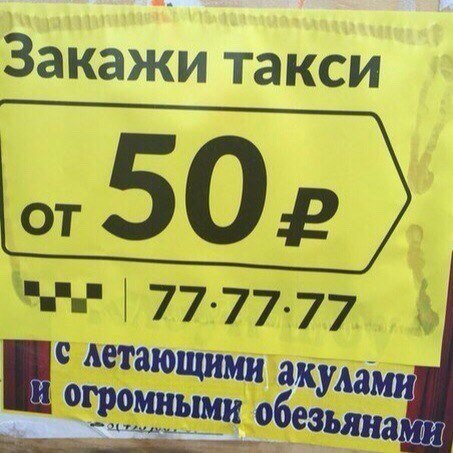 Закажи такси
от 50 ₽
77·77·77
с летающими акулами
и огромными обезьянами